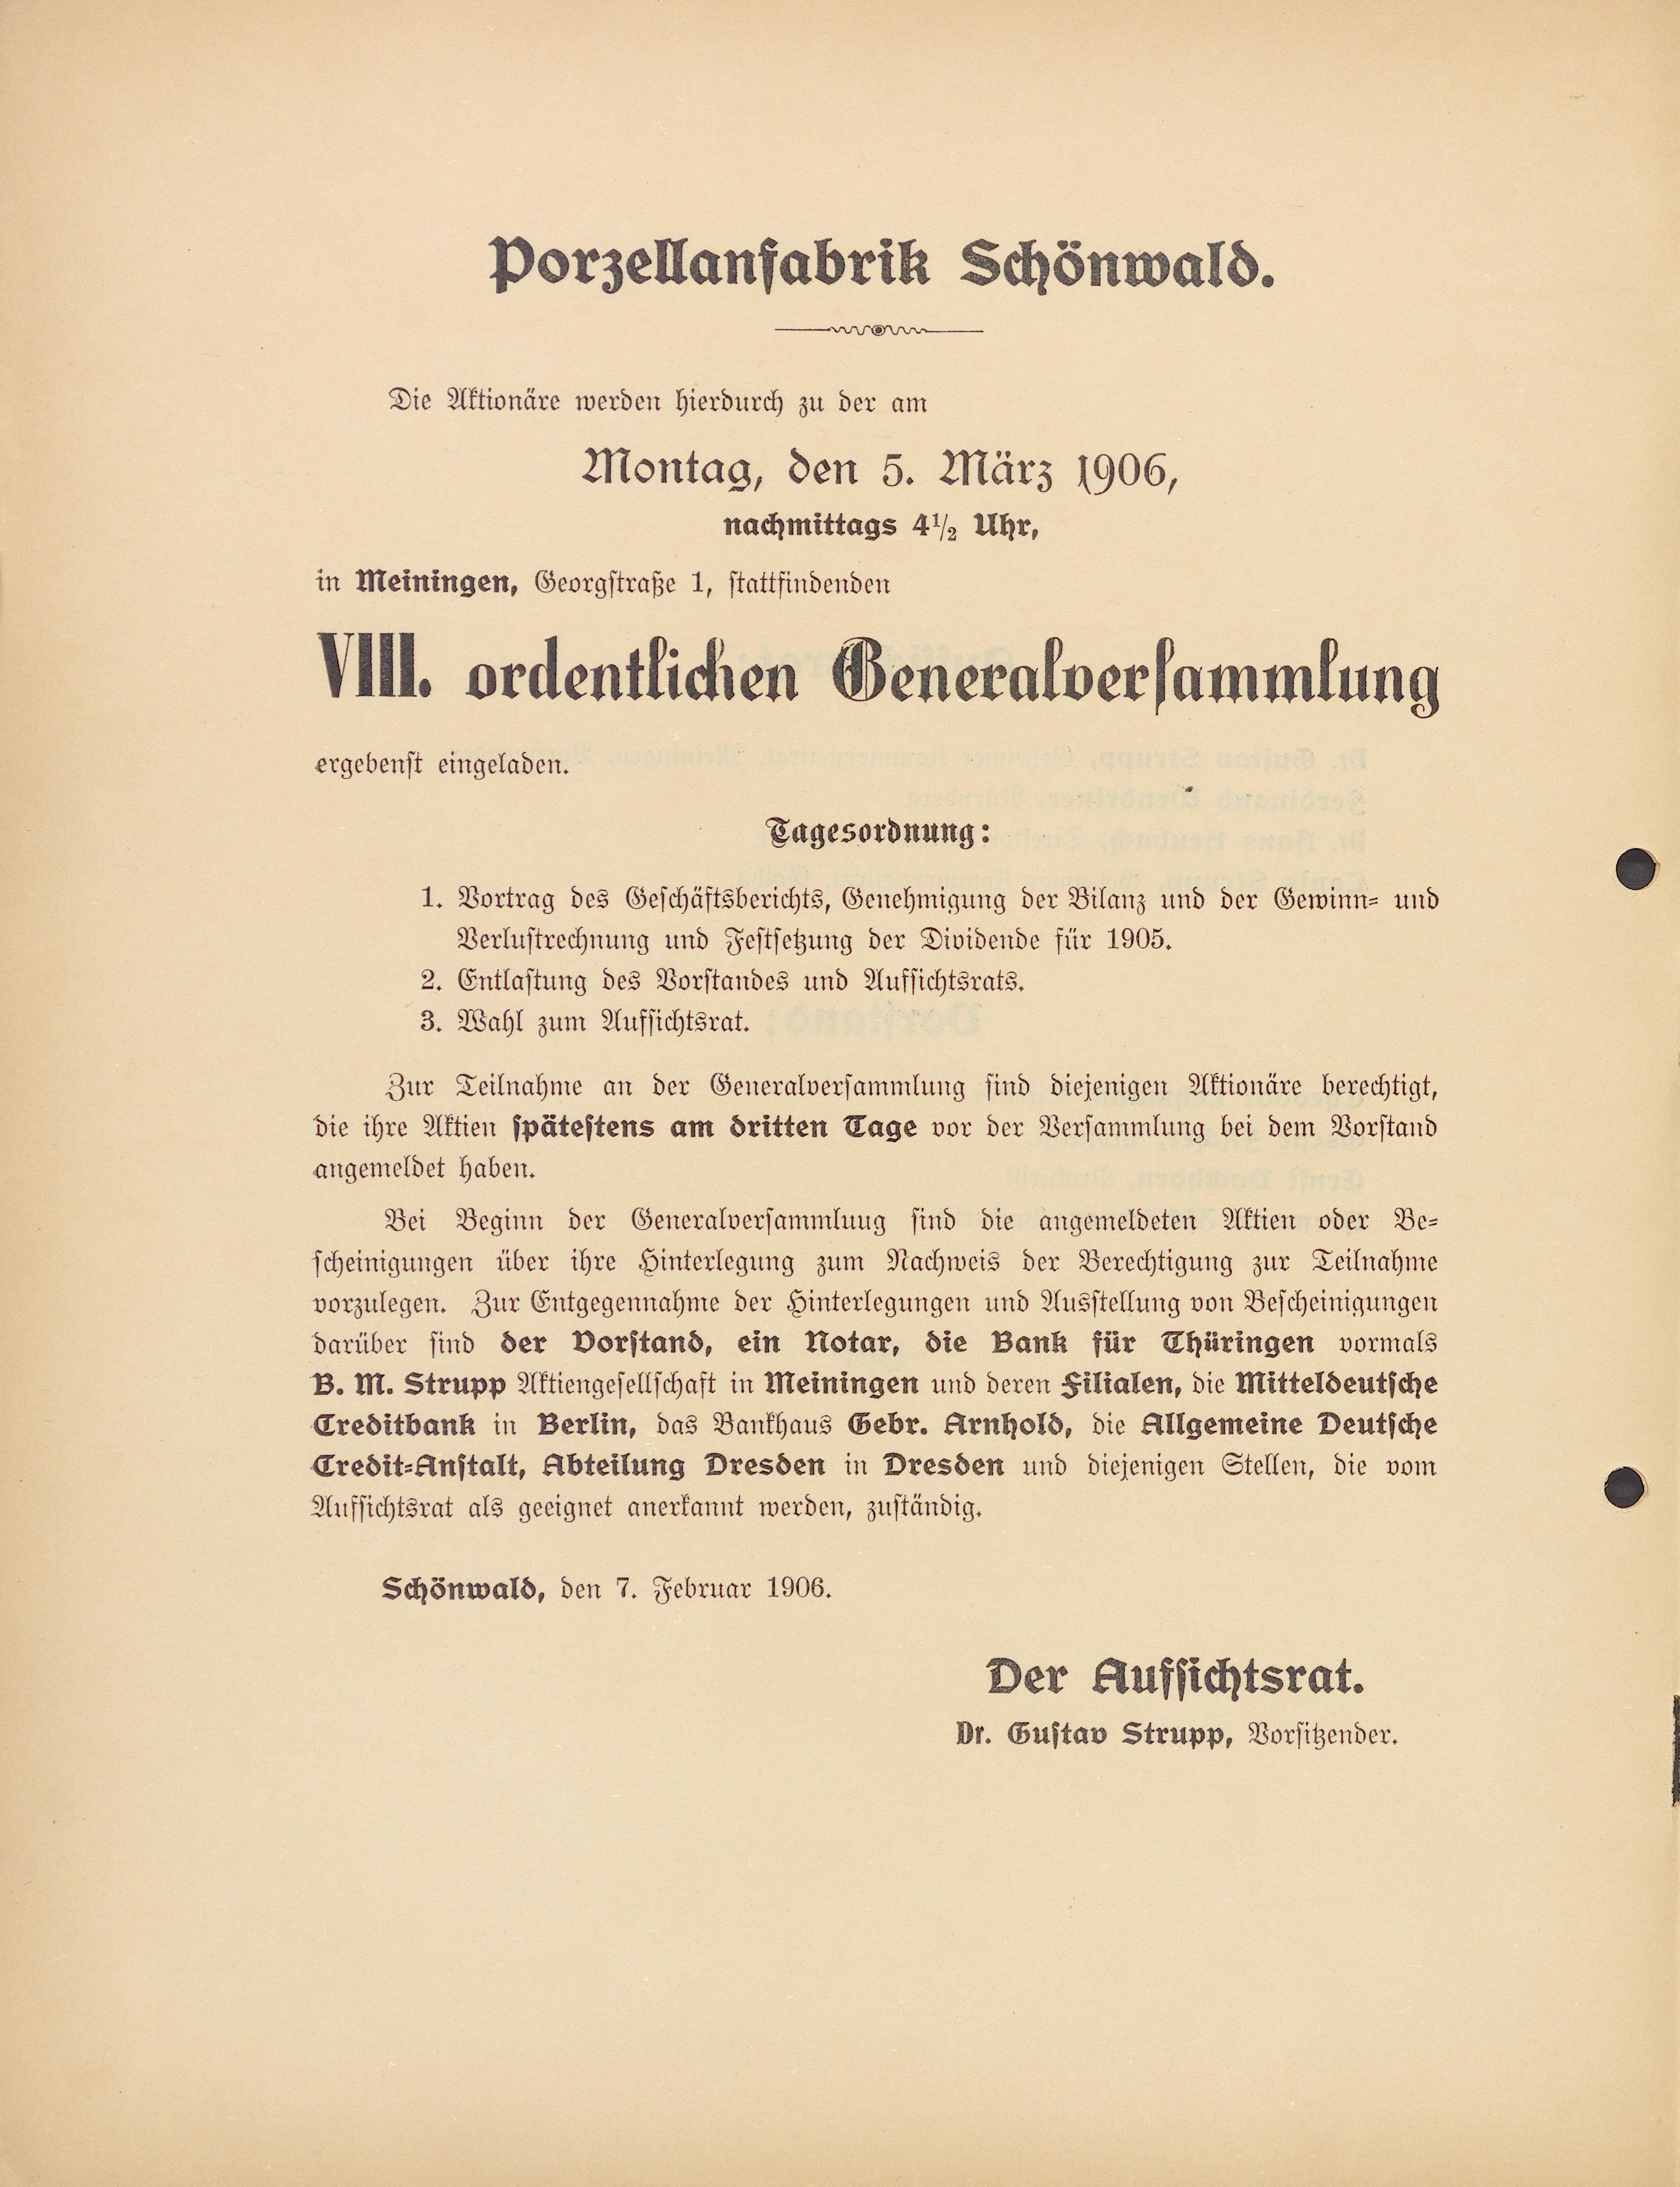 Porzellanfabrik Schönwald.
Die Aktionäre werden hierdurch zu der am
Montag, den 5. März 1906,
nachmittags 4½ Uhr,
in Meiningen, Georgstraße 1, stattfindenden
VIII. ordentlichen Generalversammlung
ergebenst eingeladen.
Tagesordnung:
1. Vortrag des Geschäftsberichts, Genehmigung der Bilanz und der Gewinn- und
Verlustrechnung und Festsetzung der Dividende für 1905.
2. Entlastung des Vorstandes und Aufsichtsrats.
3. Wahl zum Aufsichtsrat.
Zur Teilnahme an der Generalversammlung sind diejenigen Aktionäre berechtigt,
die ihre Aktien spätestens am dritten Tage vor der Versammlung bei dem Vorstand
angemeldet haben.
Bei Beginn der Generalversammlung sind die angemeldeten Aktien oder Be-
scheinigungen über ihre Hinterlegung zum Nachweis der Berechtigung zur Teilnahme
vorzulegen. Zur Entgegennahme der Hinterlegungen und Ausstellung von Bescheinigungen
darüber sind der Vorstand, ein Notar, die Bank für Thüringen vormals
B. M. Strupp Aktiengesellschaft in Meiningen und deren Filialen, die Mitteldeutsche
Creditbank in Berlin, das Bankhaus Gebr. Arnhold, die Allgemeine Deutsche
Credit-Anstalt, Abteilung Dresden in Dresden und diejenigen Stellen, die vom
Aufsichtsrat als geeignet anerkannt werden, zuständig.
Schönwald, den 7. Februar 1906.
Der Aufsichtsrat.
Dr. Gustav Strupp, Vorsitzender.